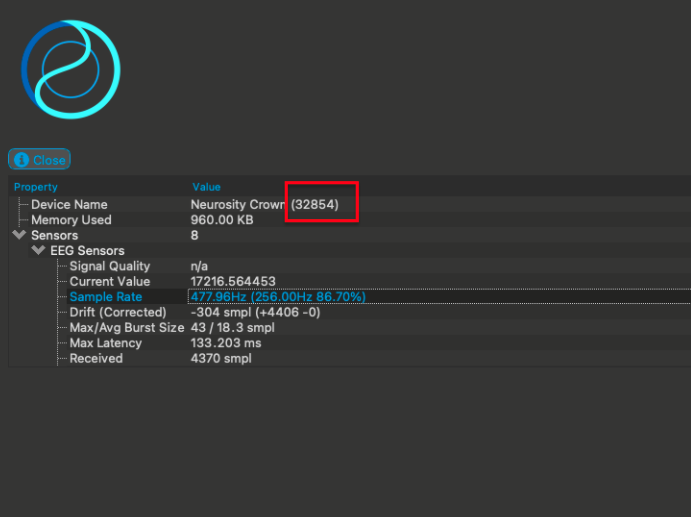 Close
Property Value
Device Name Neurosity Crown (32854)
Memory Used 960.00 KB
Sensors 8
EEG Sensors
Signal Quality n/a
Current Value 17216.564453
Sample Rate 477.96Hz (256.00Hz 86.70%)
Drift (Corrected) -304 smpl (+4406 -0)
Max/Avg Burst Size 43 / 18.3 smpl
Max Latency 133.203 ms
Received 4370 smpl